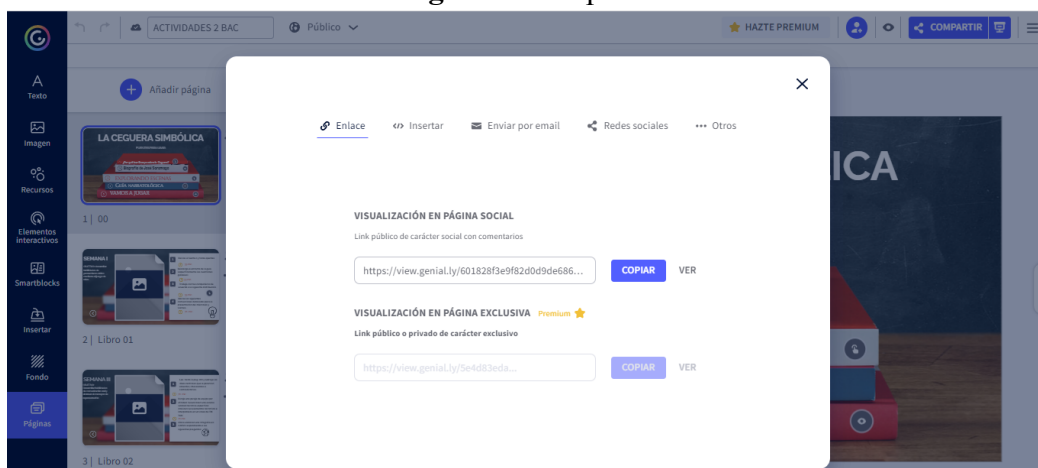 ACTIVIDADES 2 BAC
Público
HAZTE PREMIUM
COMPARTIR
Texto
Imagen
Recursos
Elementos
interactivos
Smartblocks
Insertar
Fondo
Páginas
Añadir página
LA CEGUERA SIMBÓLICA
1 | 00
SEMANA I
2 | Libro 01
SEMANA III
3 | Libro 02
Enlace
Insertar
Enviar por email
Redes sociales
Otros
VISUALIZACIÓN EN PÁGINA SOCIAL
Link público de carácter social con comentarios
https://view.genial.ly/601828f3e9f82d0d9de686...
COPIAR
VER
VISUALIZACIÓN EN PÁGINA EXCLUSIVA Premium
Link público o privado de carácter exclusivo
https://view.genial.ly/5e4d83eda...
COPIAR
VER
ICA